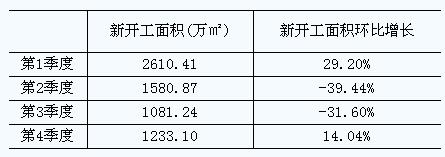 新开工面积(万㎡) 新开工面积环比增长
第1季度 2610.41 29.20%
第2季度 1580.87 -39.44%
第3季度 1081.24 -31.60%
第4季度 1233.10 14.04%